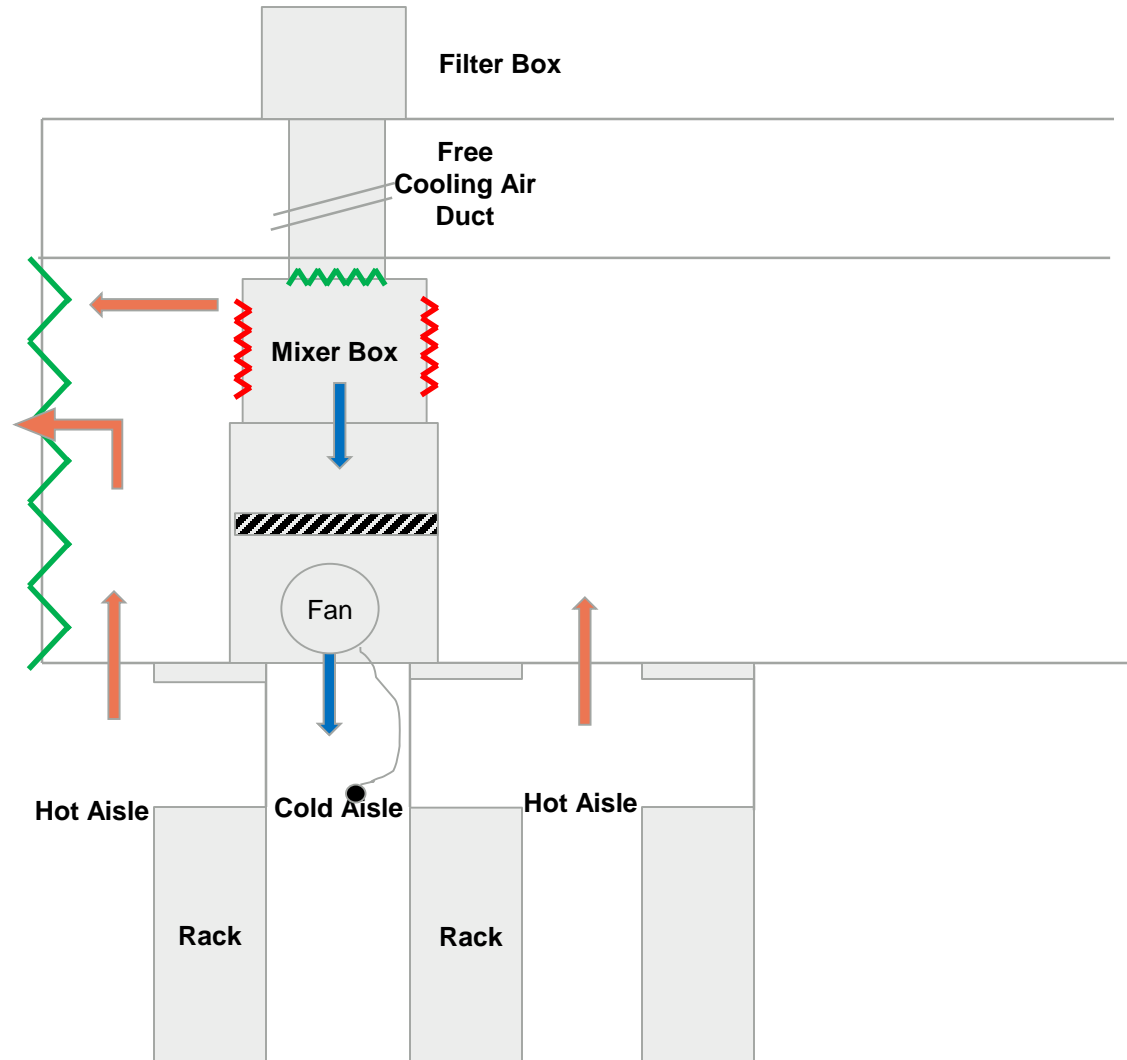 Filter Box
Free
Cooling Air
Duct
Mixer Box
Fan
Hot Aisle
Cold Aisle
Hot Aisle
Rack
Rack